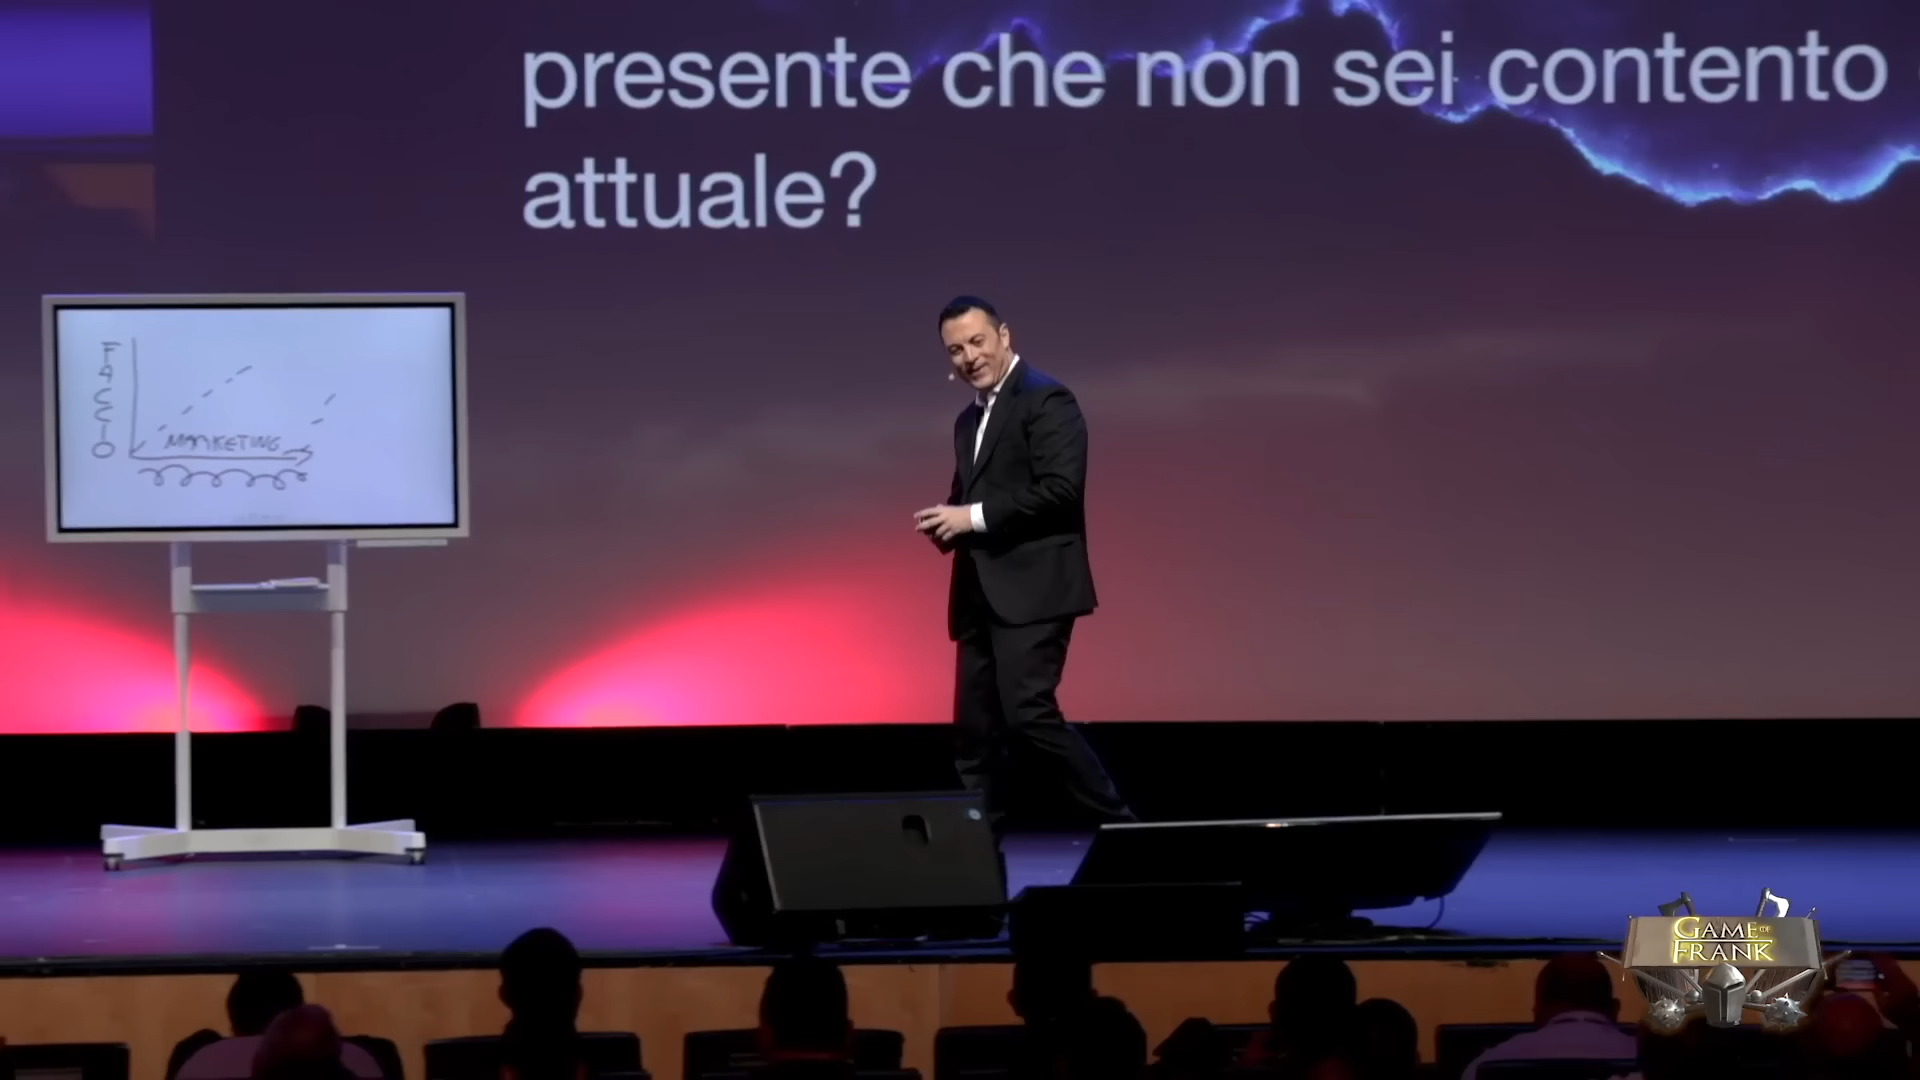 presente che non sei contento
attuale?
FACCIO
MARKETING
GAME OF
FRANK